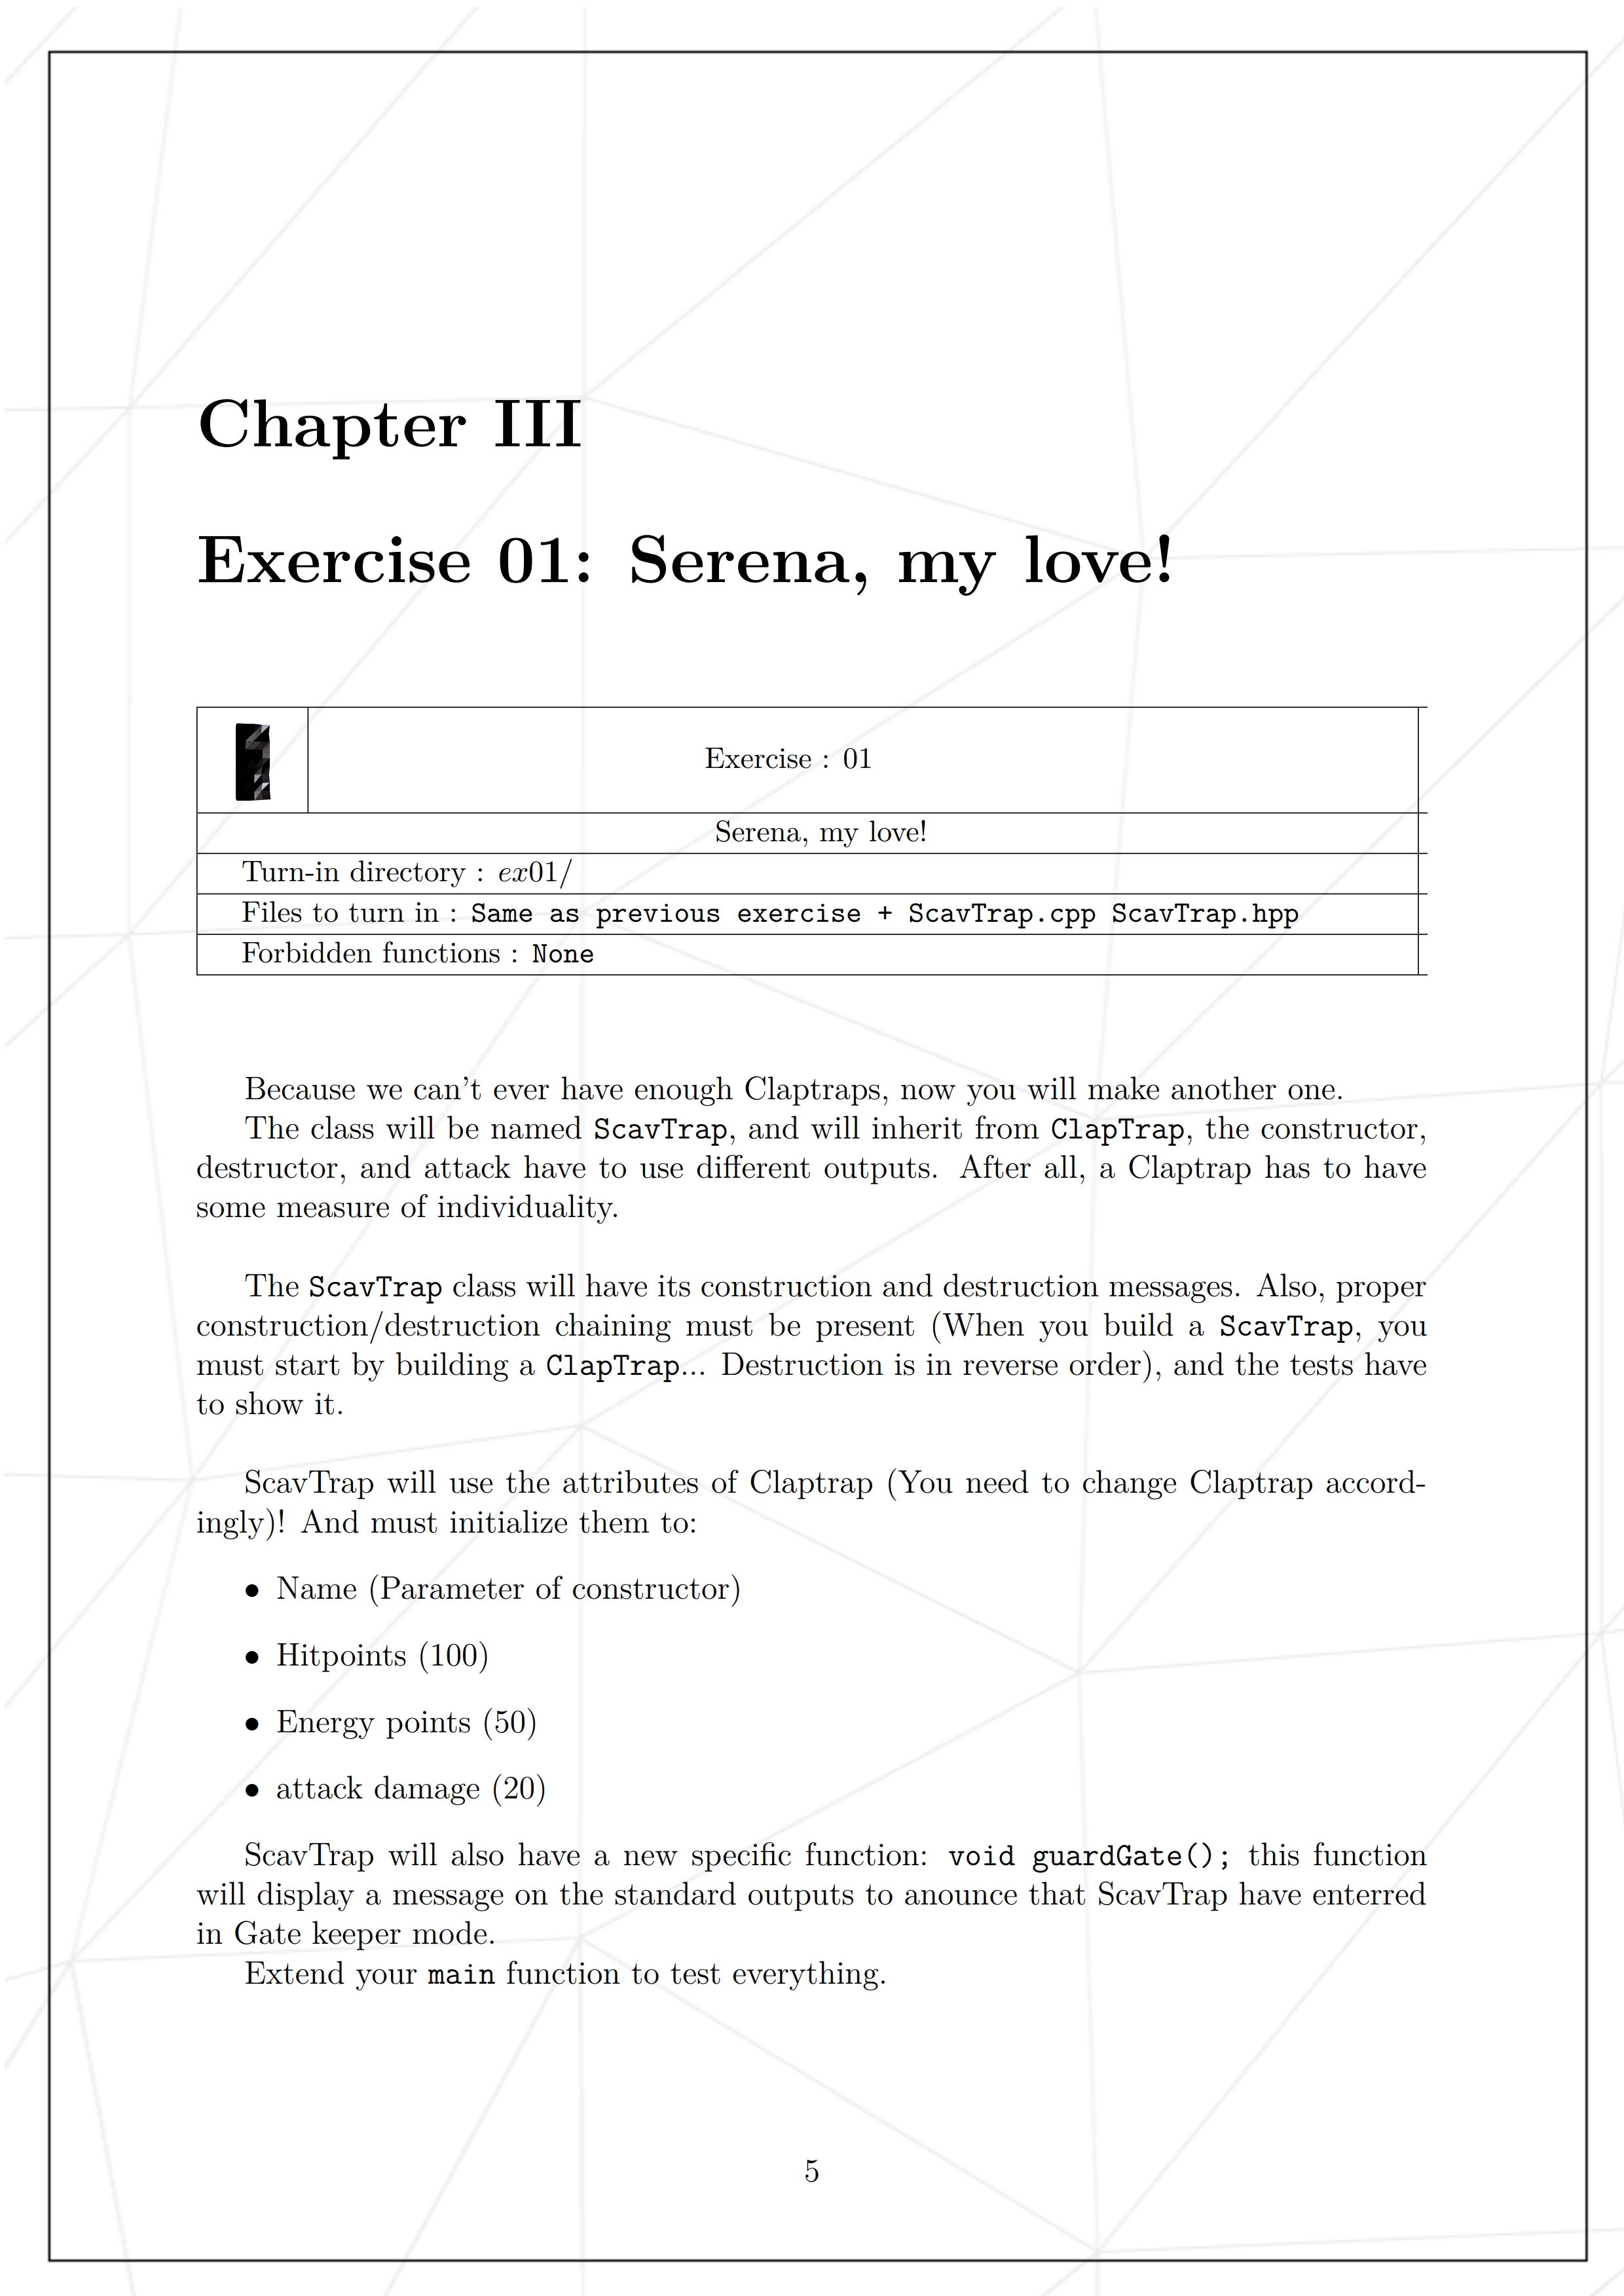 Chapter III
Exercise 01: Serena, my love!
Exercise : 01
Serena, my love!
Turn-in directory : ex01/
Files to turn in : Same as previous exercise + ScavTrap.cpp ScavTrap.hpp
Forbidden functions : None
Because we can't ever have enough Claptraps, now you will make another one.
The class will be named ScavTrap, and will inherit from ClapTrap, the constructor,
destructor, and attack have to use different outputs. After all, a Claptrap has to have
some measure of individuality.
The ScavTrap class will have its construction and destruction messages. Also, proper
construction/destruction chaining must be present (When you build a ScavTrap, you
must start by building a ClapTrap... Destruction is in reverse order), and the tests have
to show it.
ScavTrap will use the attributes of Claptrap (You need to change Claptrap accord-
ingly)! And must initialize them to:
• Name (Parameter of constructor)
• Hitpoints (100)
• Energy points (50)
• attack damage (20)
ScavTrap will also have a new specific function: void guardGate(); this function
will display a message on the standard outputs to anounce that ScavTrap have enterred
in Gate keeper mode.
Extend your main function to test everything.
5